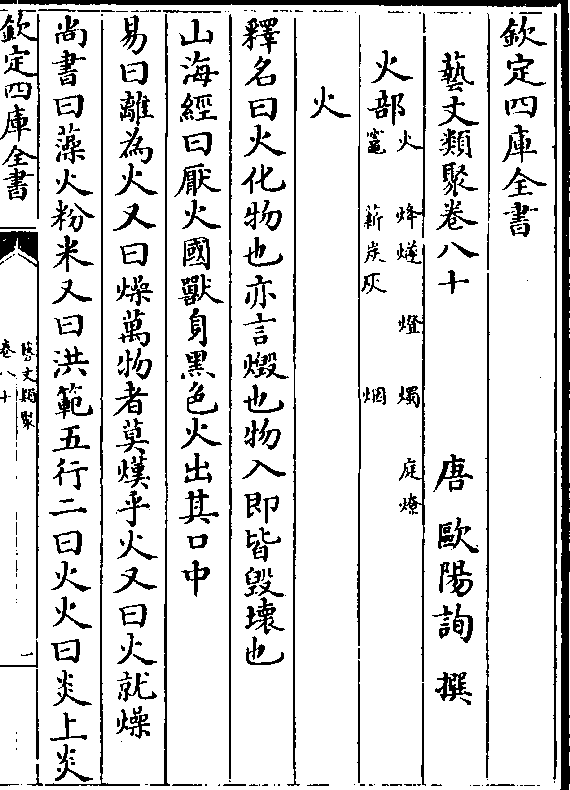 欽定四庫全書
藝文類聚卷八十
唐 歐陽詢 撰
火部 火 烽燧 燈 燭 庭燎
竈 薪炭灰 烟
火
釋名曰火化物也亦言燬也物入即皆毀壞也
山海經曰厭火國獸身黑色火出其口中
易曰離為火又曰燥萬物者莫熯乎火又曰火就燥
尚書曰藻火粉米又曰洪範五行二曰火火曰炎上炎
欽定四庫全書
藝文類聚
卷八十
一